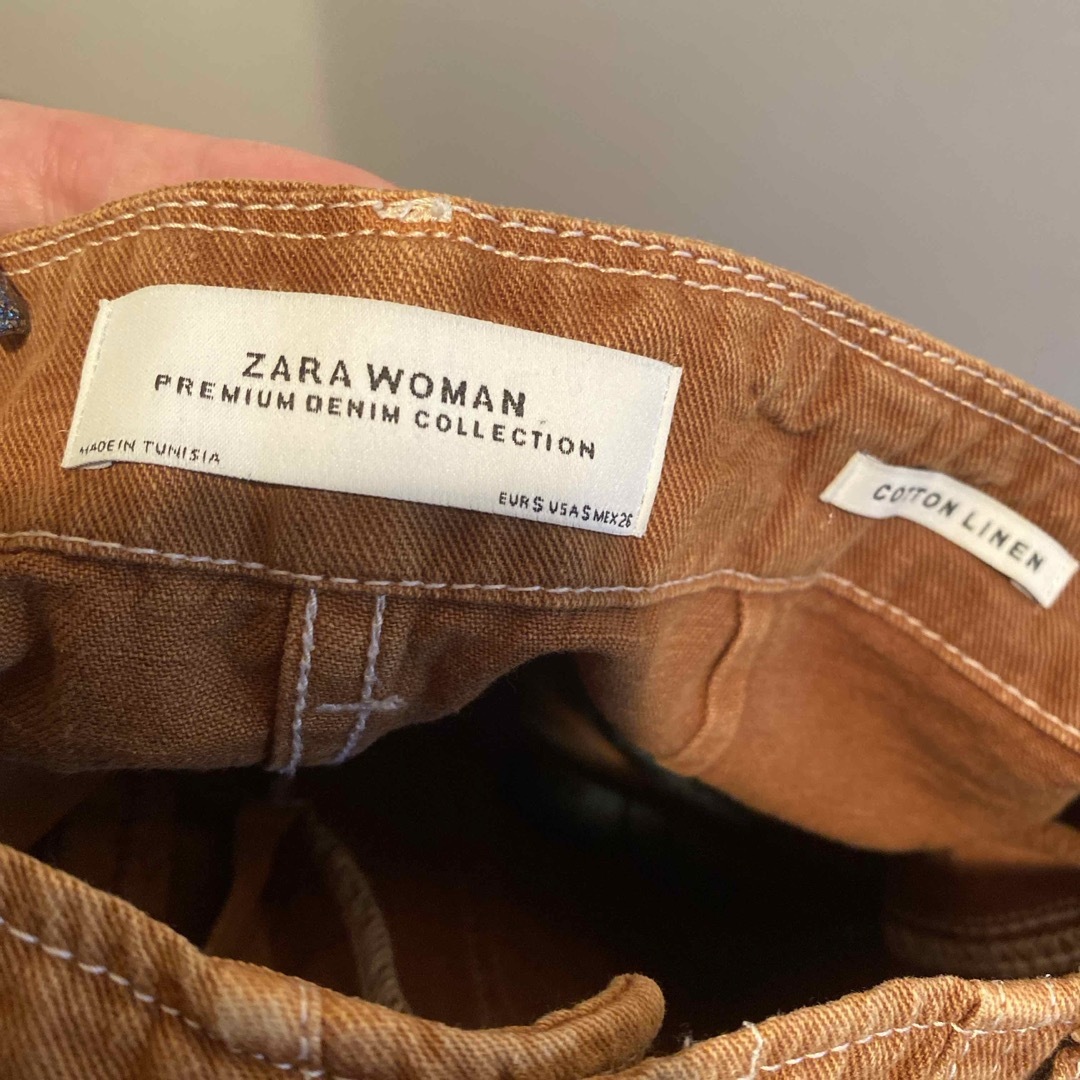 ZARA WOMAN
PREMIUM DENIM COLLECTION
MADE IN TUNISIA
EUR S USA S MEX 26
COTTON LINEN